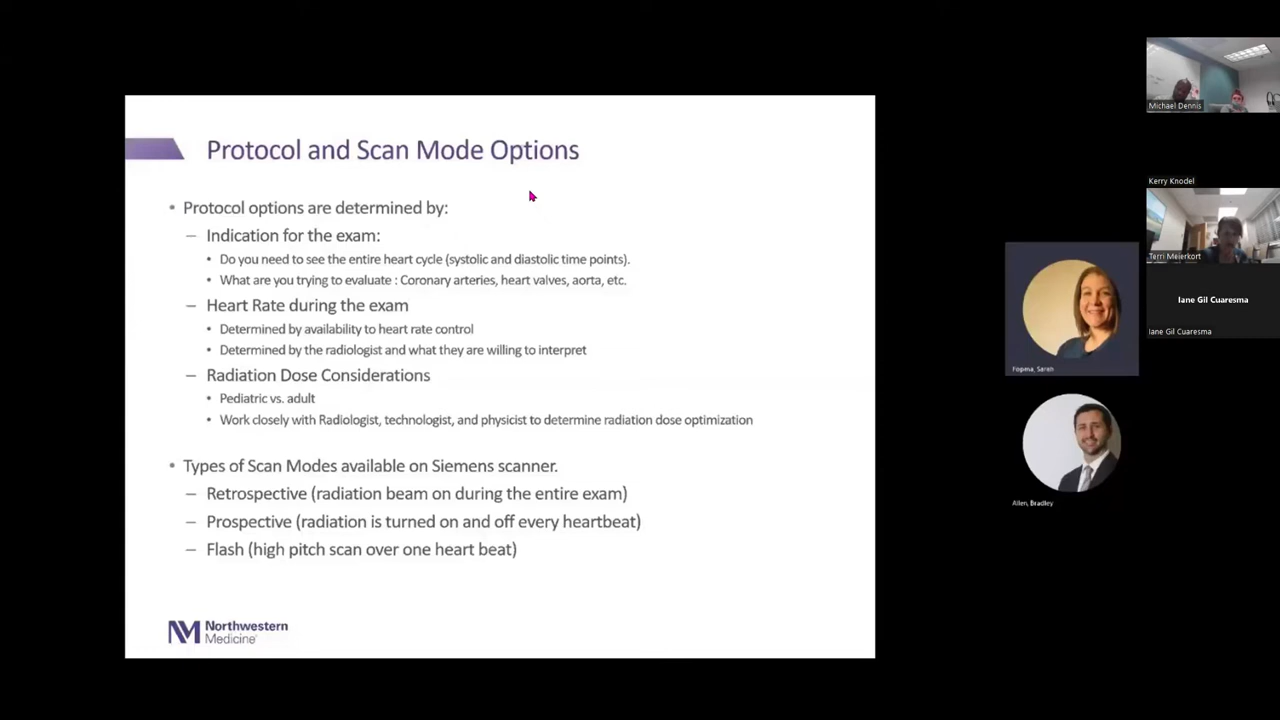 Protocol and Scan Mode Options
• Protocol options are determined by:
– Indication for the exam:
• Do you need to see the entire heart cycle (systolic and diastolic time points).
• What are you trying to evaluate : Coronary arteries, heart valves, aorta, etc.
– Heart Rate during the exam
• Determined by availability to heart rate control
• Determined by the radiologist and what they are willing to interpret
– Radiation Dose Considerations
• Pediatric vs. adult
• Work closely with Radiologist, technologist, and physicist to determine radiation dose optimization
• Types of Scan Modes available on Siemens scanner.
– Retrospective (radiation beam on during the entire exam)
– Prospective (radiation is turned on and off every heartbeat)
– Flash (high pitch scan over one heart beat)
NM Northwestern
Medicine
Michael Dennis
Kerry Knodel
Terri Meierkort
Iane Gil Cuaresma
Iane Gil Cuaresma
Sarah
Allen, Bradley